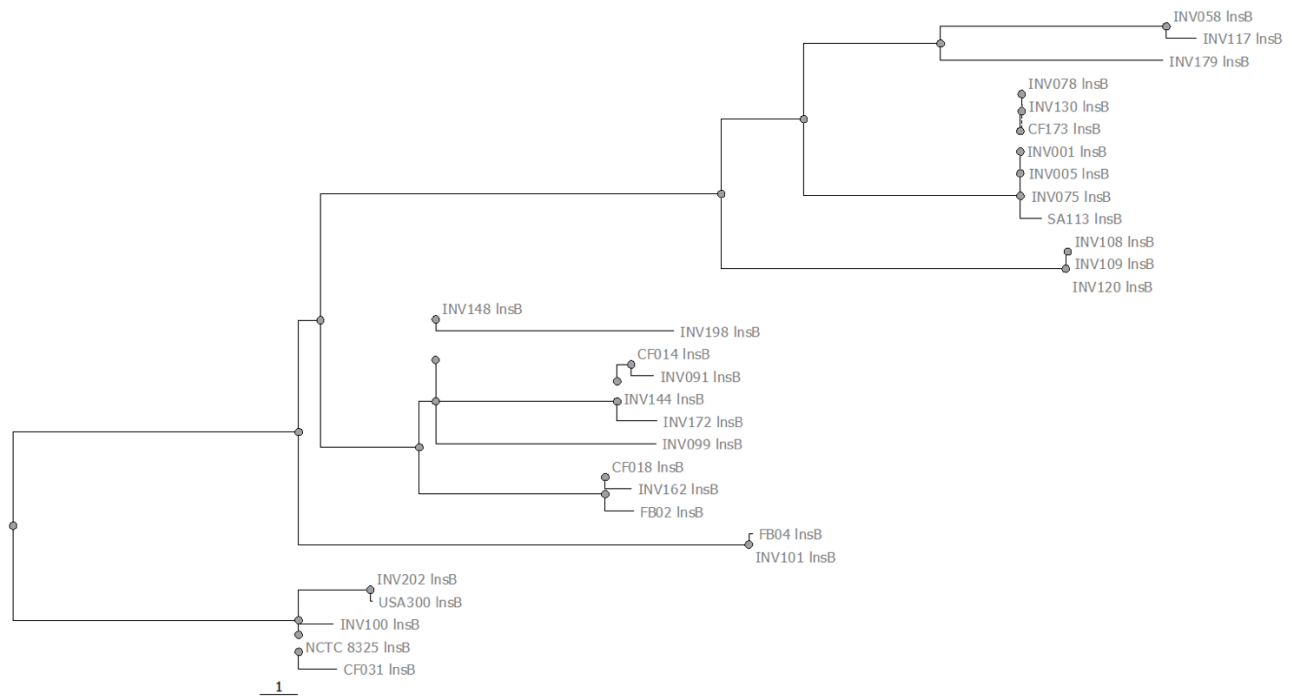 INV058 InsB
INV117 InsB
INV179 InsB
INV078 InsB
INV130 InsB
CF173 InsB
INV001 InsB
INV005 InsB
INV075 InsB
SA113 InsB
INV108 InsB
INV109 InsB
INV120 InsB
INV148 InsB
INV198 InsB
CF014 InsB
INV091 InsB
INV144 InsB
INV172 InsB
INV099 InsB
CF018 InsB
INV162 InsB
FB02 InsB
FB04 InsB
INV101 InsB
INV202 InsB
USA300 InsB
INV100 InsB
NCTC 8325 InsB
CF031 InsB
1